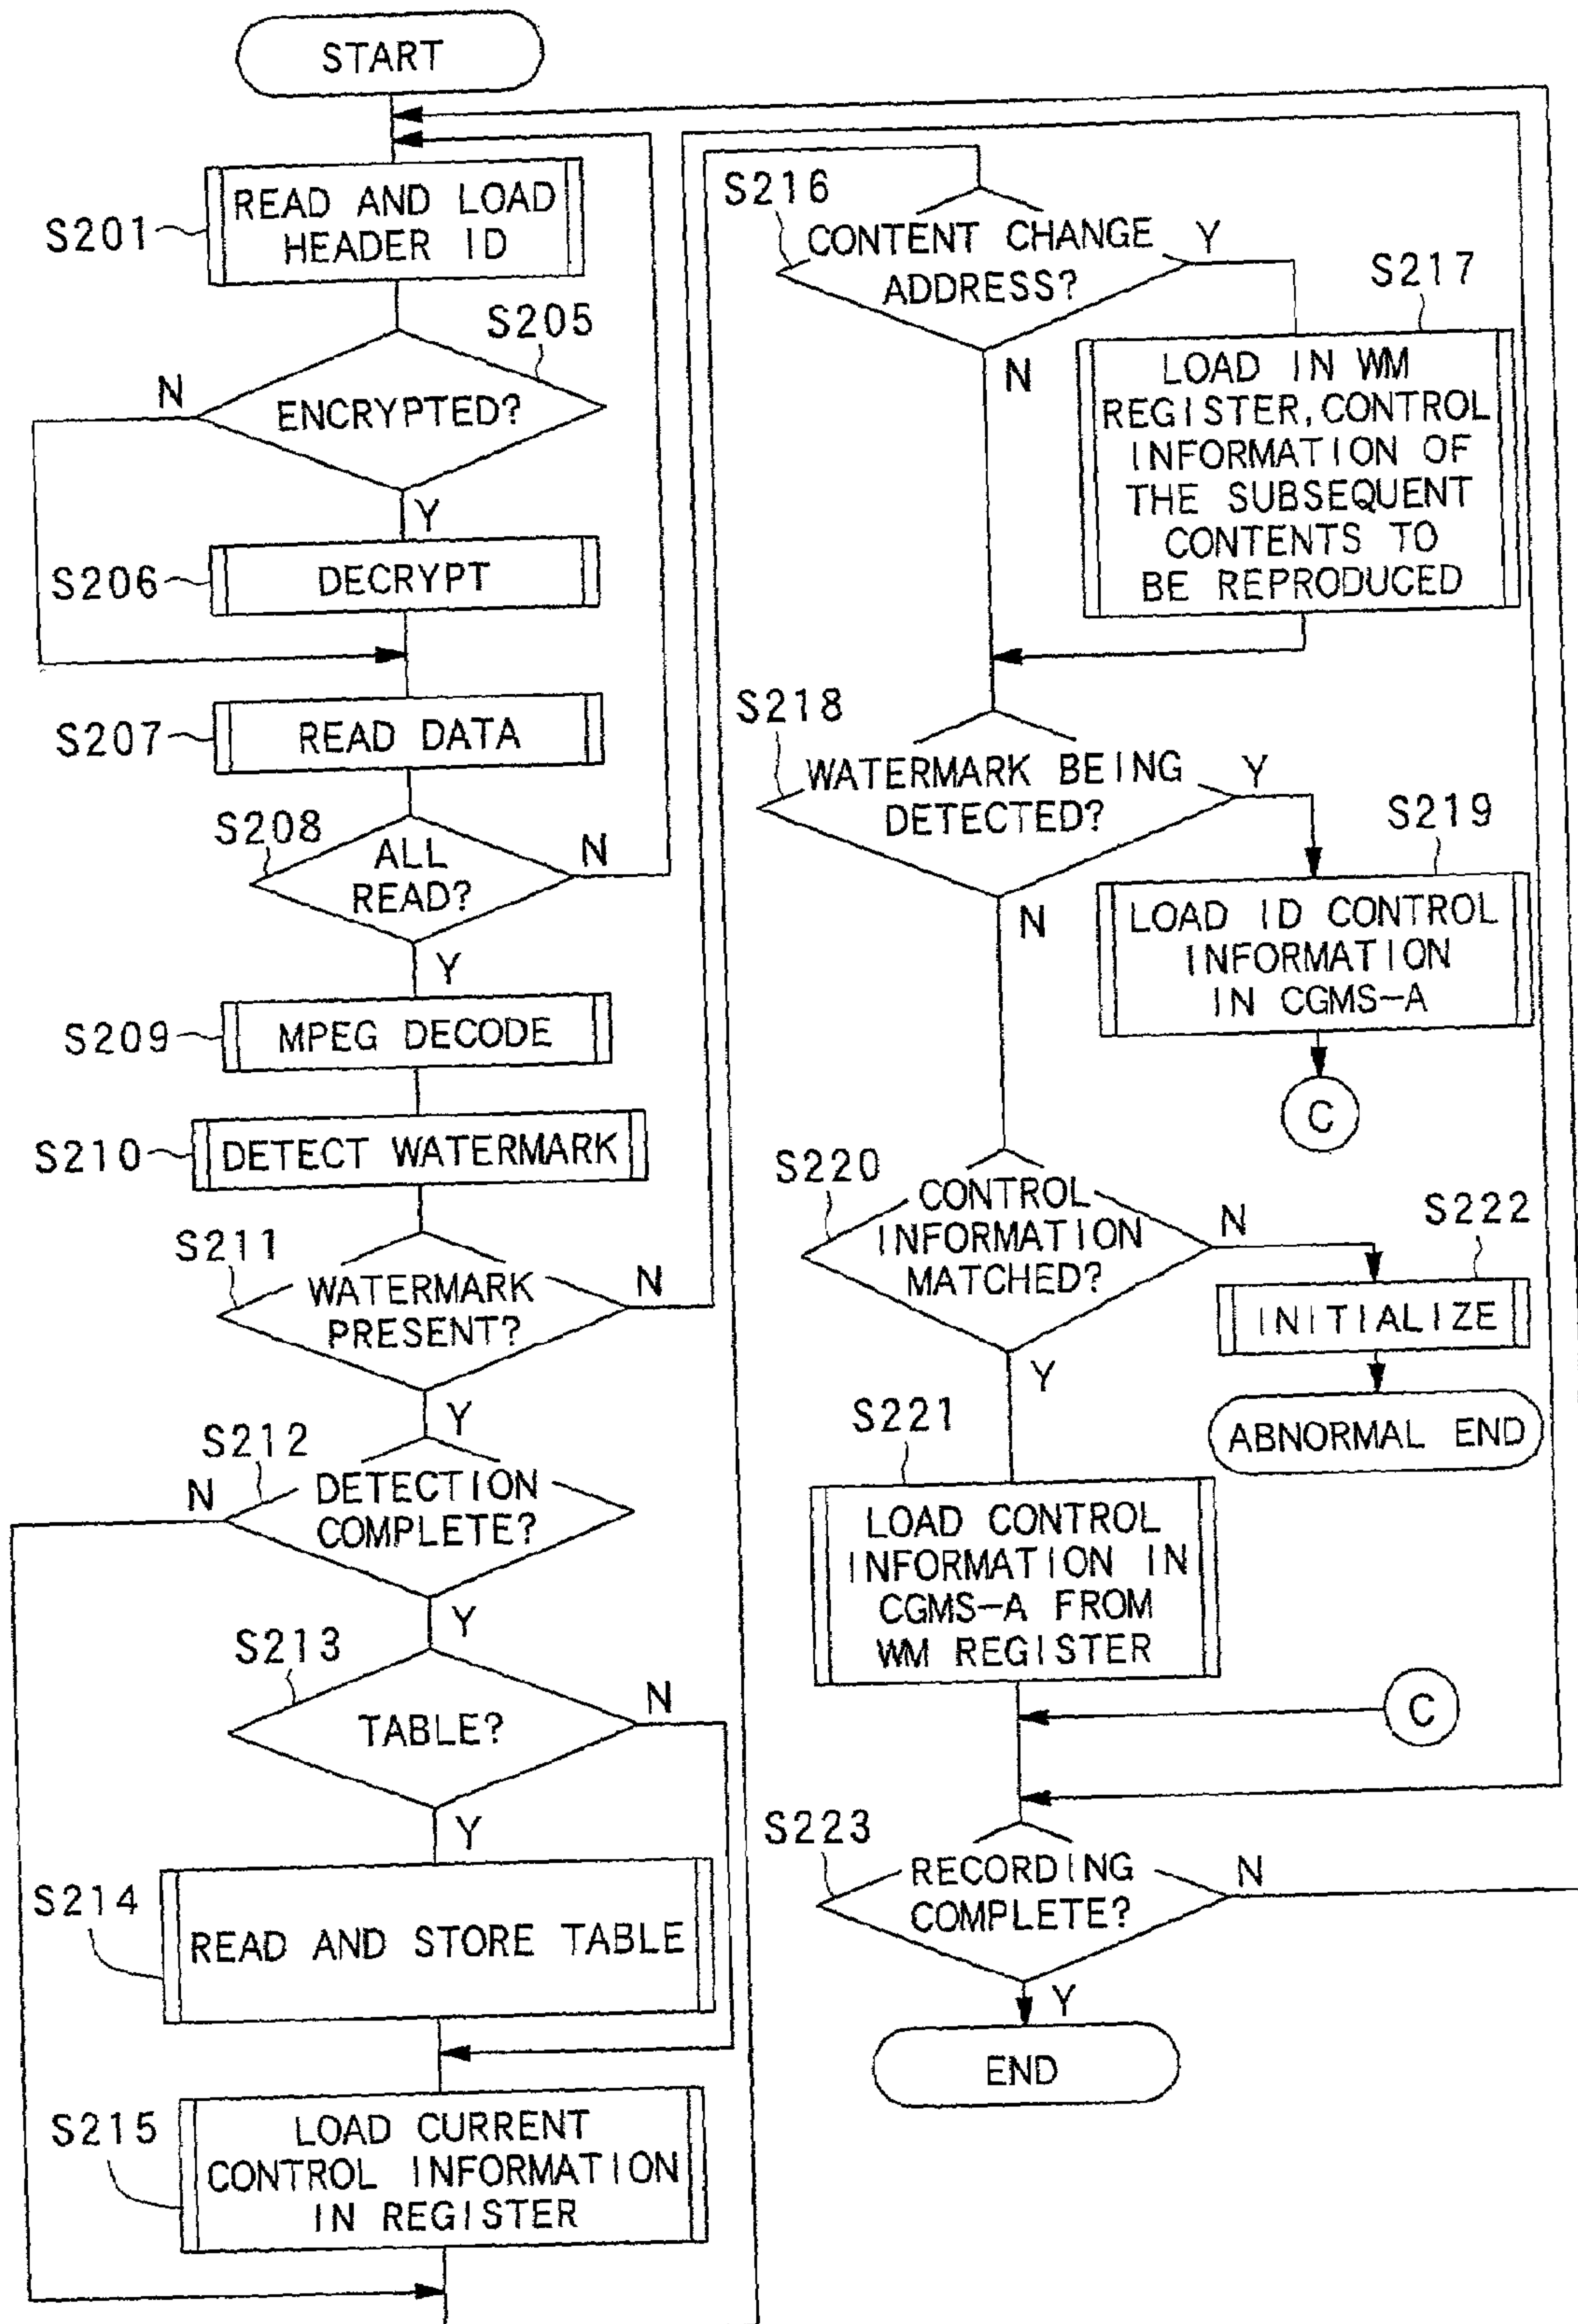 START
S201
READ AND LOAD
HEADER ID
S205
N
ENCRYPTED?
Y
S206
DECRYPT
S207
READ DATA
S208
ALL
READ?
N
Y
S209
MPEG DECODE
S210
DETECT WATERMARK
S211
WATERMARK
PRESENT?
N
Y
S212
N
DETECTION
COMPLETE?
Y
S213
TABLE?
N
Y
S214
READ AND STORE TABLE
S215
LOAD CURRENT
CONTROL INFORMATION
IN REGISTER
S216
CONTENT CHANGE
ADDRESS?
Y
N
S217
LOAD IN WM
REGISTER, CONTROL
INFORMATION OF
THE SUBSEQUENT
CONTENTS TO
BE REPRODUCED
S218
WATERMARK BEING
DETECTED?
Y
N
S219
LOAD ID CONTROL
INFORMATION
IN CGMS-A
C
S220
CONTROL
INFORMATION
MATCHED?
N
Y
S222
INITIALIZE
ABNORMAL END
S221
LOAD CONTROL
INFORMATION IN
CGMS-A FROM
WM REGISTER
C
S223
RECORDING
COMPLETE?
N
Y
END